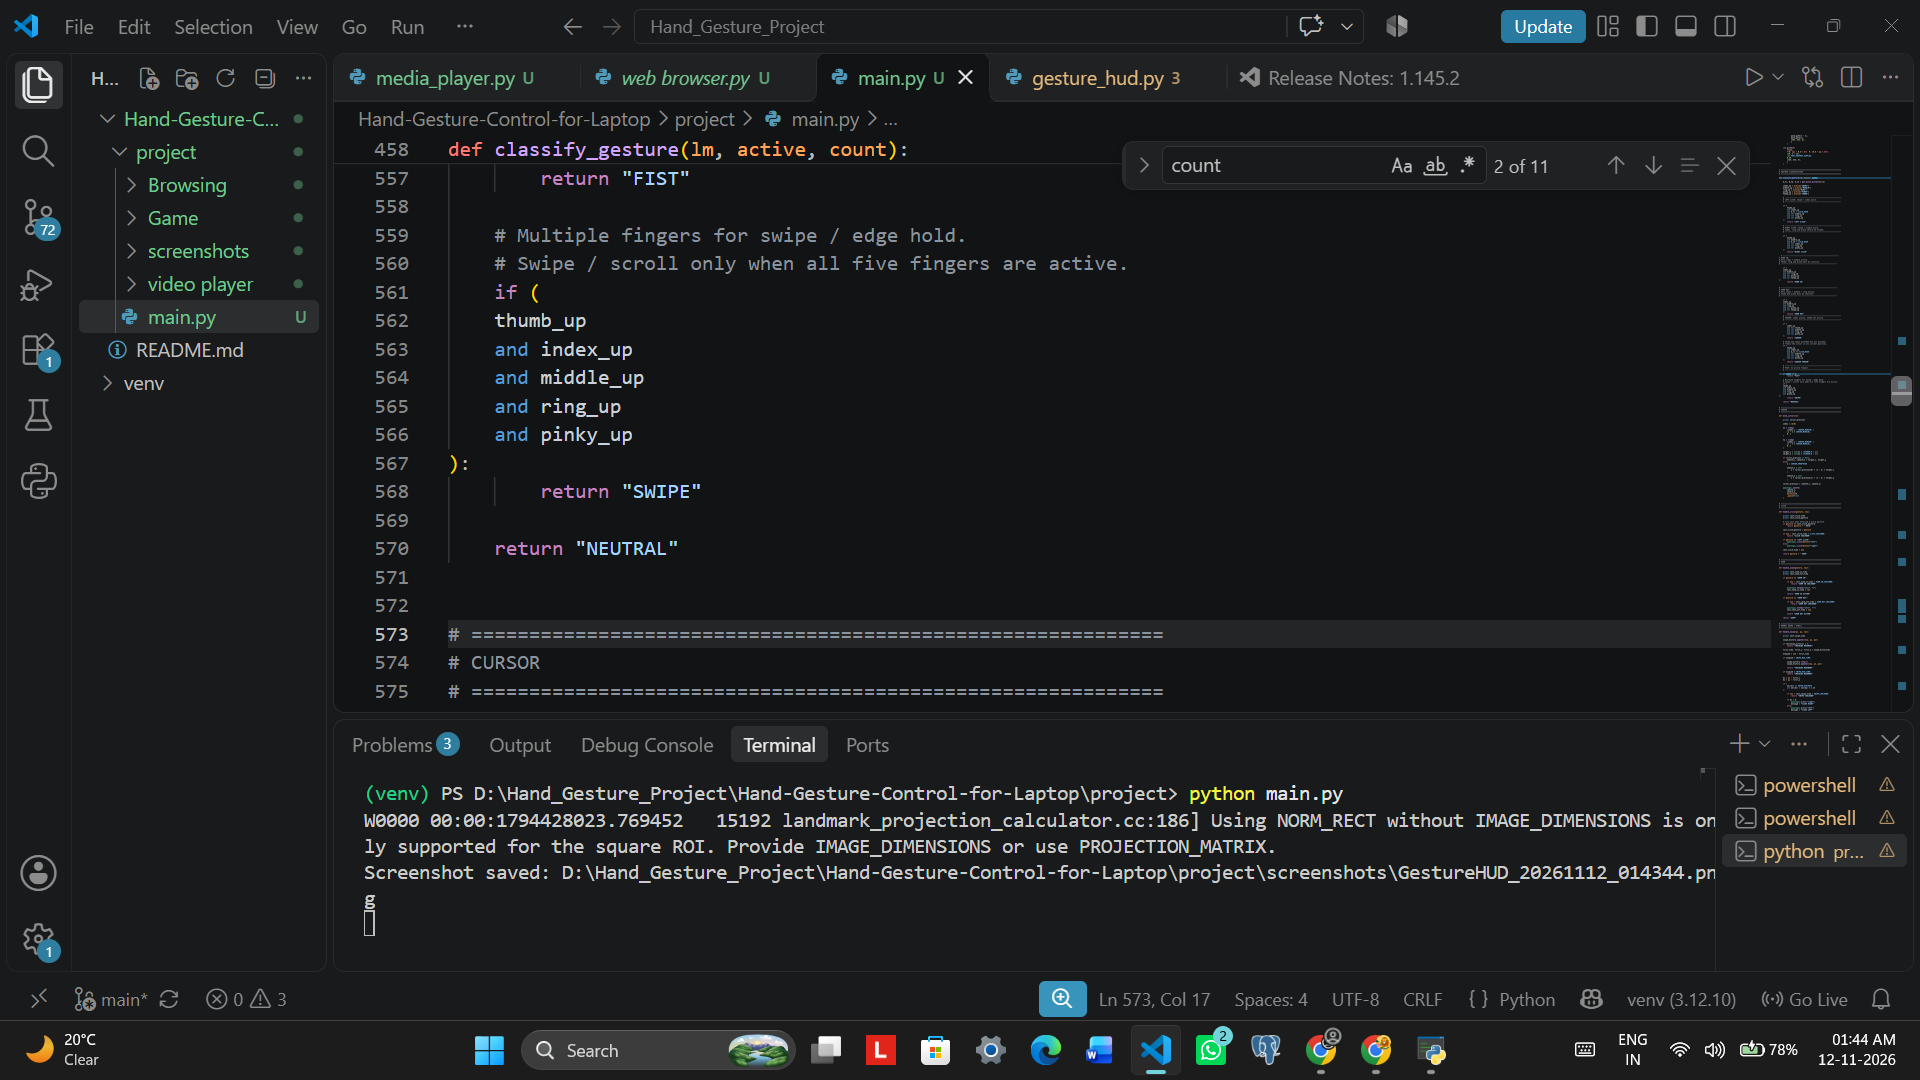 File Edit Selection View Go Run ···
Hand_Gesture_Project
Update
H...
media_player.py U
web browser.py U
main.py U
gesture_hud.py 3
Release Notes: 1.145.2
Hand-Gesture-C...
project
Browsing
Game
screenshots
video player
main.py U
README.md
venv
72
1
1
Hand-Gesture-Control-for-Laptop > project > main.py > ...
count
Aa ab .* 2 of 11
458 def classify_gesture(lm, active, count):
557 return "FIST"
558
559 # Multiple fingers for swipe / edge hold.
560 # Swipe / scroll only when all five fingers are active.
561 if (
562 thumb_up
563 and index_up
564 and middle_up
565 and ring_up
566 and pinky_up
567 ):
568 return "SWIPE"
569
570 return "NEUTRAL"
571
572
573 # ============================================================
574 # CURSOR
575 # ============================================================
Problems 3 Output Debug Console Terminal Ports
(venv) PS D:\Hand_Gesture_Project\Hand-Gesture-Control-for-Laptop\project> python main.py
W0000 00:00:1794428023.769452 15192 landmark_projection_calculator.cc:186] Using NORM_RECT without IMAGE_DIMENSIONS is on
ly supported for the square ROI. Provide IMAGE_DIMENSIONS or use PROJECTION_MATRIX.
Screenshot saved: D:\Hand_Gesture_Project\Hand-Gesture-Control-for-Laptop\project\screenshots\GestureHUD_20261112_014344.pn
g
powershell
powershell
python pr...
main* 0 3
Ln 573, Col 17 Spaces: 4 UTF-8 CRLF { } Python venv (3.12.10) Go Live
20°C
Clear
Search
L
W
2
ENG
IN
78%
01:44 AM
12-11-2026